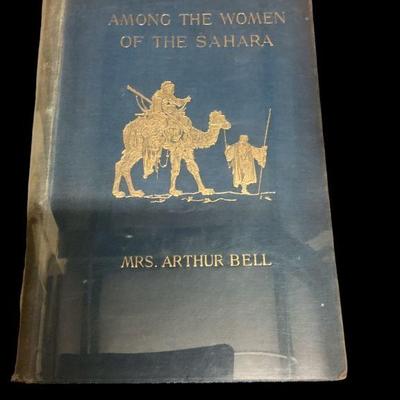 AMONG THE WOMEN
OF THE SAHARA
MRS. ARTHUR BELL